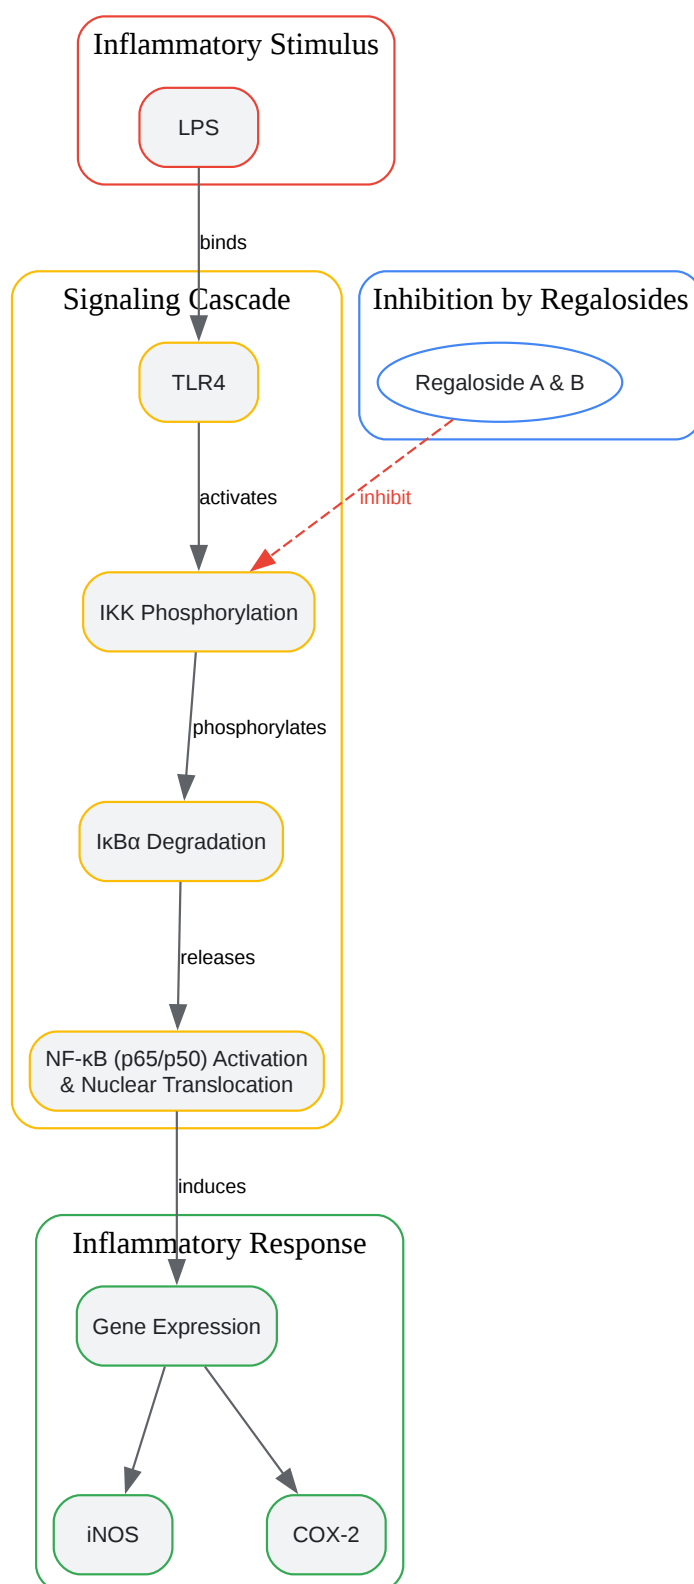 Inflammatory Stimulus
LPS
binds
Signaling Cascade
Inhibition by Regalosides
TLR4
Regaloside A & B
activates
inhibit
IKK Phosphorylation
phosphorylates
IκBα Degradation
releases
NF-κB (p65/p50) Activation
& Nuclear Translocation
induces
Inflammatory Response
Gene Expression
iNOS
COX-2